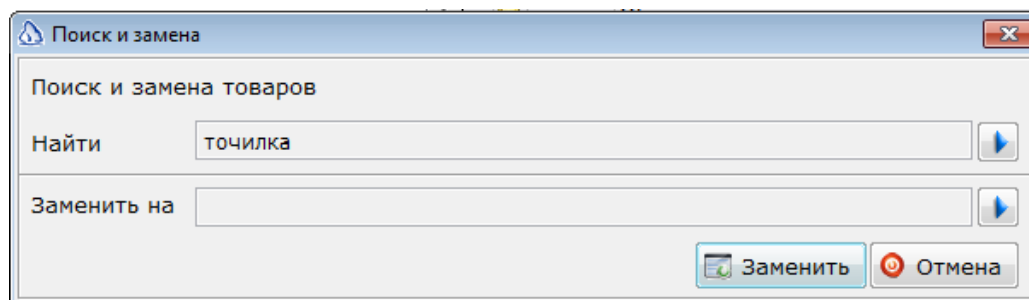 Поиск и замена
Поиск и замена товаров
Найти точилка
Заменить на
Заменить Отмена